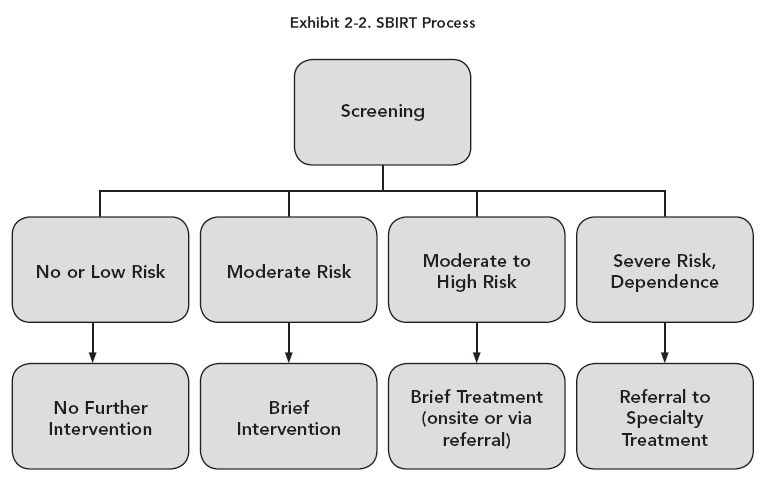 Exhibit 2-2. SBIRT Process
Screening
No or Low Risk
Moderate Risk
Moderate to
High Risk
Severe Risk,
Dependence
No Further
Intervention
Brief
Intervention
Brief Treatment
(onsite or via
referral)
Referral to
Specialty
Treatment